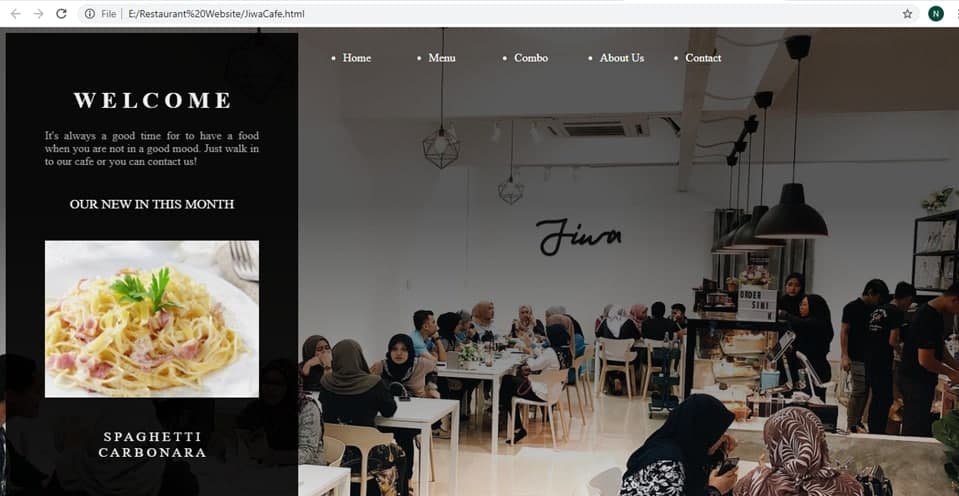 File | E:/Restaurant%20Website/JiwaCafe.html
N
Home
Menu
Combo
About Us
Contact
WELCOME
It's always a good time for to have a food
when you are not in a good mood. Just walk in
to our cafe or you can contact us!
OUR NEW IN THIS MONTH
SPAGHETTI
CARBONARA
Jiwa
ORDER
SINI